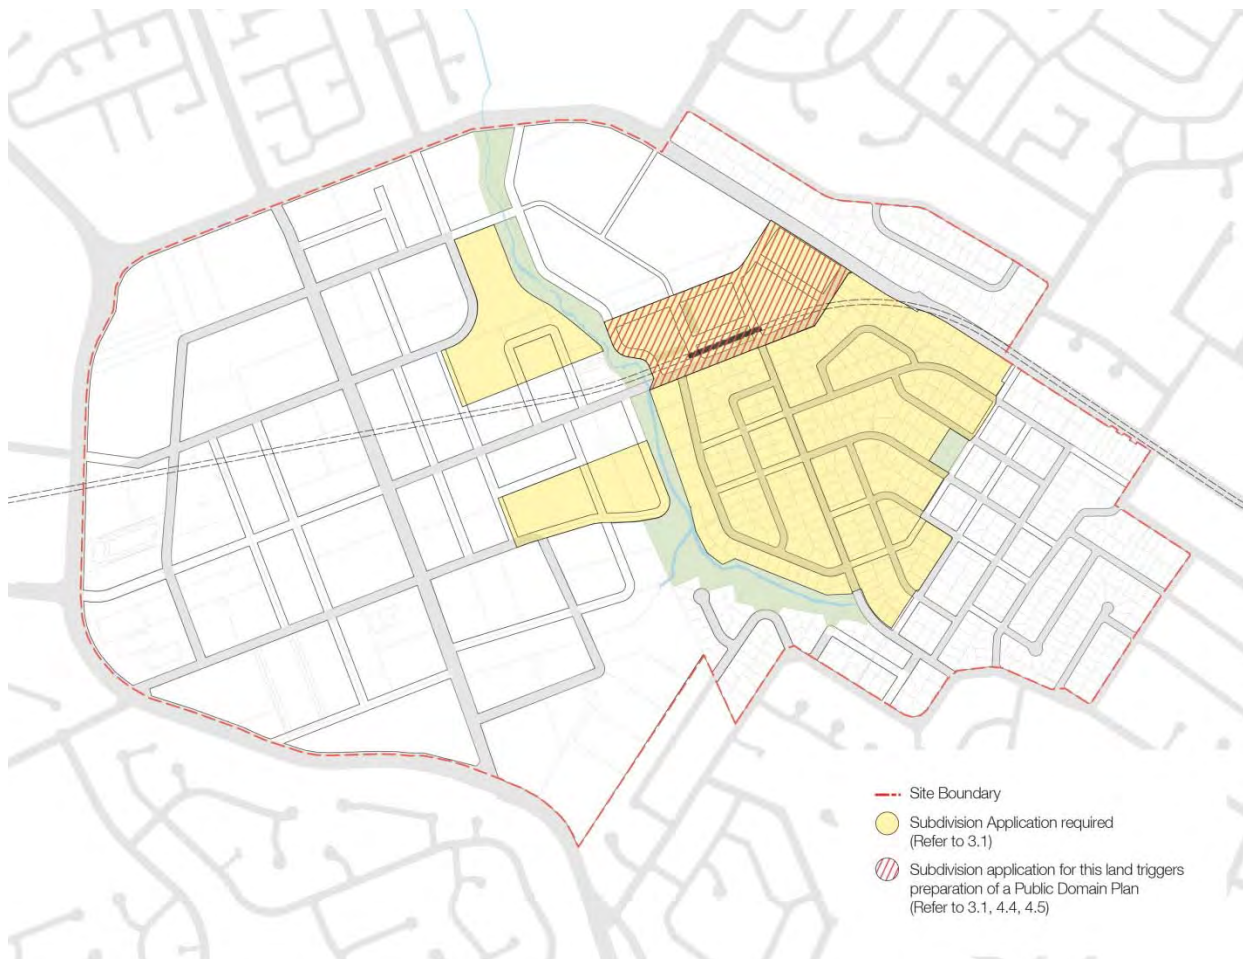 Site Boundary
Subdivision Application required
(Refer to 3.1)
Subdivision application for this land triggers
preparation of a Public Domain Plan
(Refer to 3.1, 4.4, 4.5)